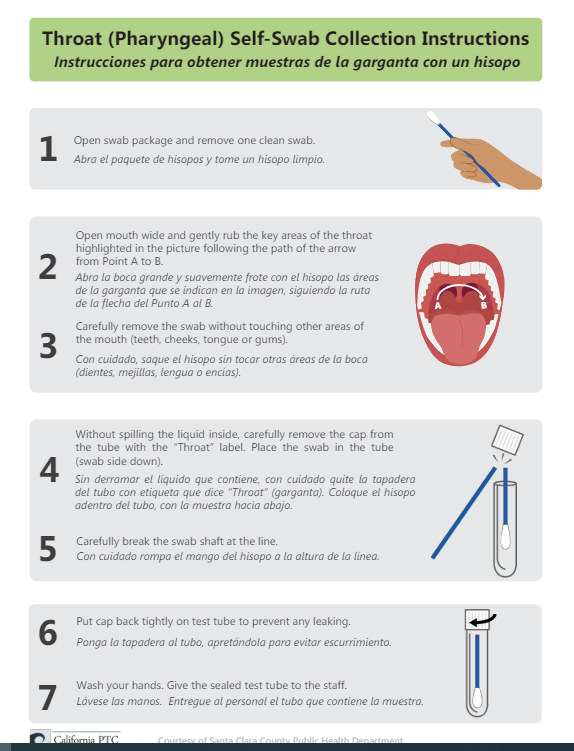 Throat (Pharyngeal) Self-Swab Collection Instructions
Instrucciones para obtener muestras de la garganta con un hisopo
1
Open swab package and remove one clean swab.
Abra el paquete de hisopos y tome un hisopo limpio.
2
Open mouth wide and gently rub the key areas of the throat
highlighted in the picture following the path of the arrow
from Point A to B.
Abra la boca grande y suavemente frote con el hisopo las áreas
de la garganta que se indican en la imagen, siguiendo la ruta
de la flecha del Punto A al B.
A B
3
Carefully remove the swab without touching other areas of
the mouth (teeth, cheeks, tongue or gums).
Con cuidado, saque el hisopo sin tocar otras áreas de la boca
(dientes, mejillas, lengua o encías).
4
Without spilling the liquid inside, carefully remove the cap from
the tube with the “Throat” label. Place the swab in the tube
(swab side down).
Sin derramar el líquido que contiene, con cuidado quite la tapadera
del tubo con etiqueta que dice “Throat” (garganta). Coloque el hisopo
adentro del tubo, con la muestra hacia abajo.
5
Carefully break the swab shaft at the line.
Con cuidado rompa el mango del hisopo a la altura de la linea.
6
Put cap back tightly on test tube to prevent any leaking.
Ponga la tapadera al tubo, apretándola para evitar escurrimiento.
7
Wash your hands. Give the sealed test tube to the staff.
Lávese las manos. Entregue al personal el tubo que contiene la muestra.
California PTC
Courtesy of Santa Clara County Public Health Department